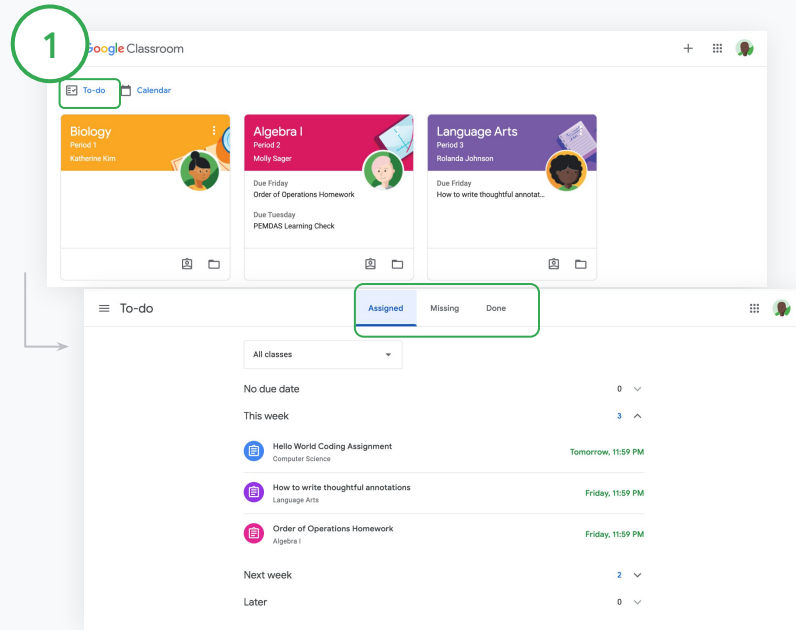 1
Google Classroom
To-do
Calendar
Biology
Period 1
Katherine Kim
Algebra I
Period 2
Molly Sager
Due Friday
Order of Operations Homework
Due Tuesday
PEMDAS Learning Check
Language Arts
Period 3
Rolanda Johnson
Due Friday
How to write thoughtful annotat...
To-do
Assigned Missing Done
All classes
No due date 0
This week 3
Hello World Coding Assignment
Computer Science
Tomorrow, 11:59 PM
How to write thoughtful annotations
Language Arts
Friday, 11:59 PM
Order of Operations Homework
Algebra I
Friday, 11:59 PM
Next week 2
Later 0